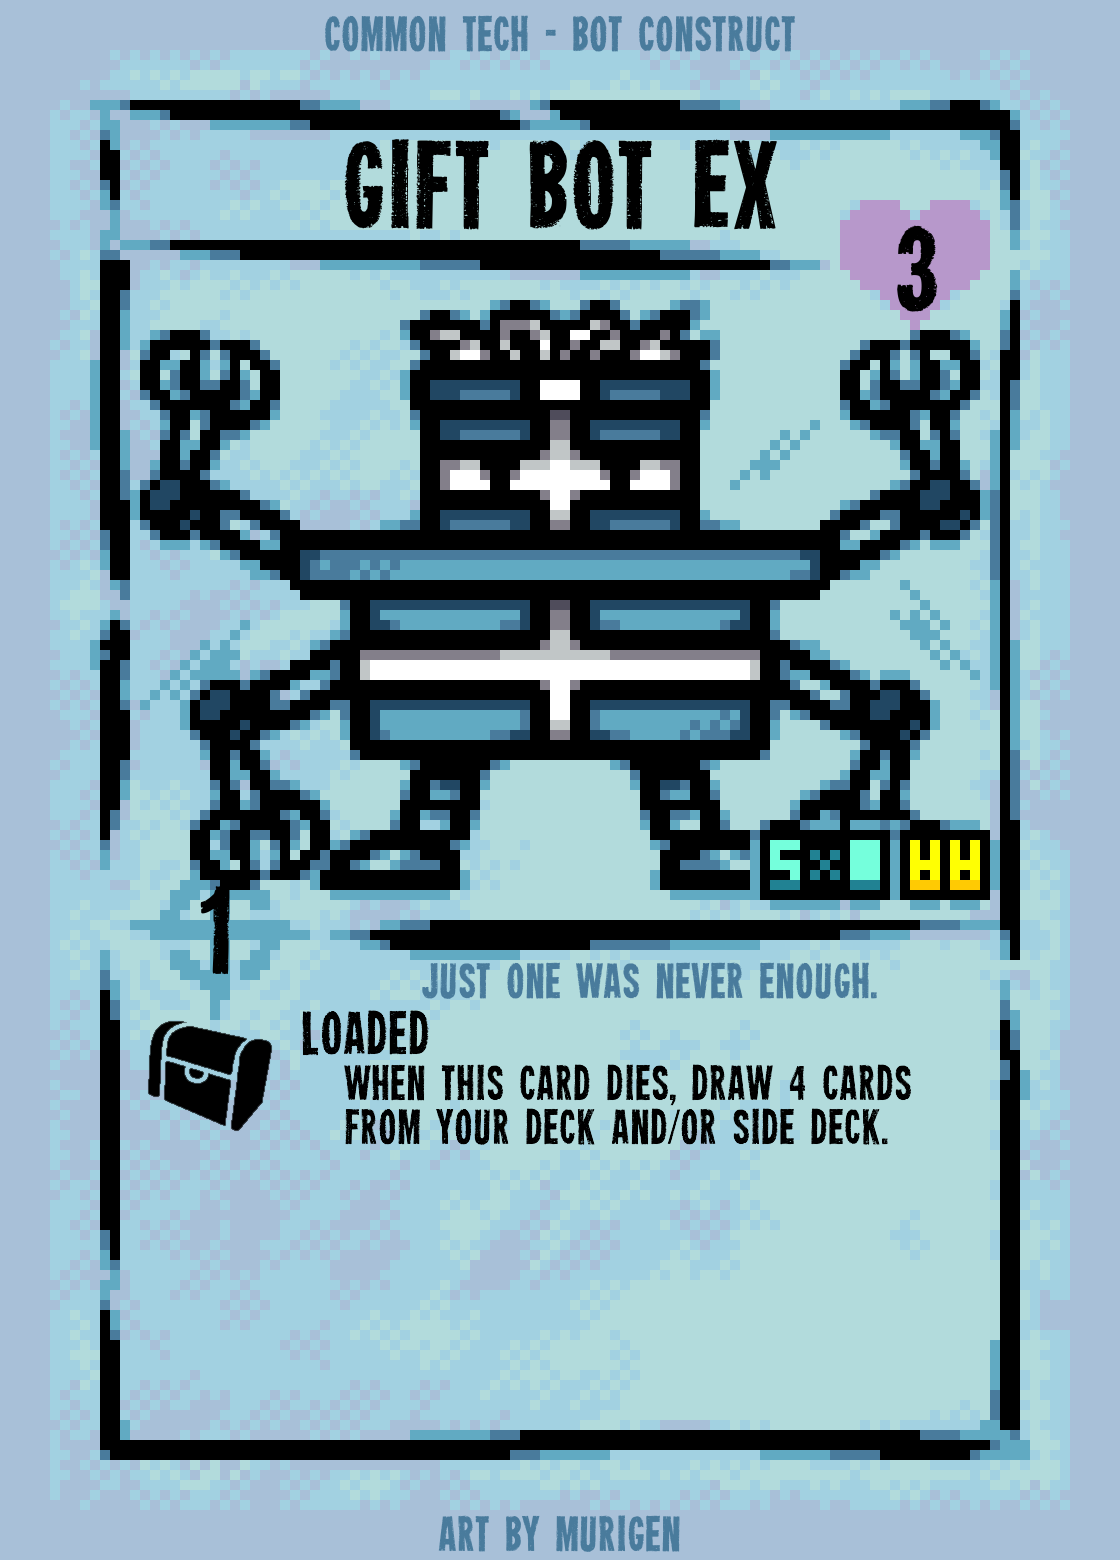 COMMON TECH - BOT CONSTRUCT
GIFT BOT EX
3
5X
1
JUST ONE WAS NEVER ENOUGH.
LOADED
WHEN THIS CARD DIES, DRAW 4 CARDS
FROM YOUR DECK AND/OR SIDE DECK.
ART BY MURIGEN